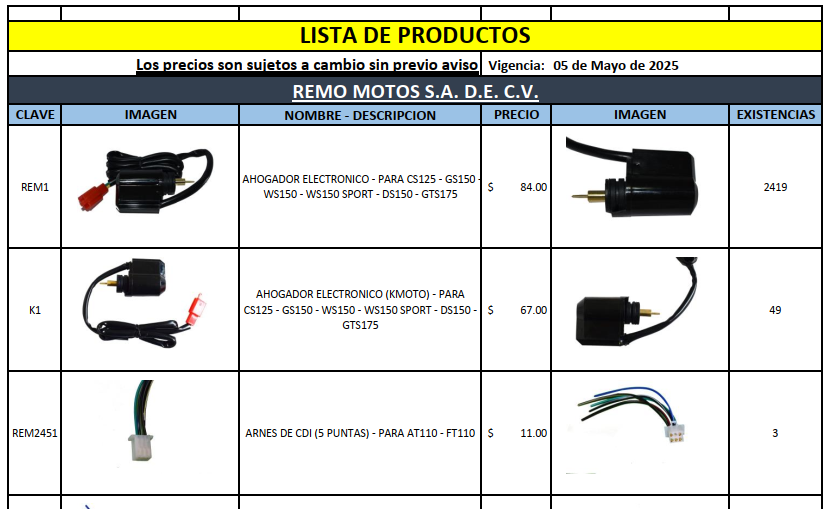 LISTA DE PRODUCTOS
Los precios son sujetos a cambio sin previo aviso Vigencia: 05 de Mayo de 2025
REMO MOTOS S.A. D.E. C.V.
CLAVE IMAGEN NOMBRE - DESCRIPCION PRECIO IMAGEN EXISTENCIAS
AHOGADOR ELECTRONICO - PARA CS125 - GS150 -
REM1 $ 84.00 2419
WS150 - WS150 SPORT - DS150 - GTS175
AHOGADOR ELECTRONICO (KMOTO) - PARA
K1 CS125 - GS150 - WS150 - WS150 SPORT - DS150 - $ 67.00 49
GTS175
REM2451 ARNES DE CDI (5 PUNTAS) - PARA AT110 - FT110 $ 11.00 3